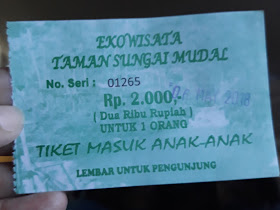 EKOWISATA
TAMAN SUNGAI MUDAL
No. Seri : 01265
Rp. 2.000,-
( Dua Ribu Rupiah )
UNTUK 1 ORANG
TIKET MASUK ANAK-ANAK
LEMBAR UNTUK PENGUNJUNG